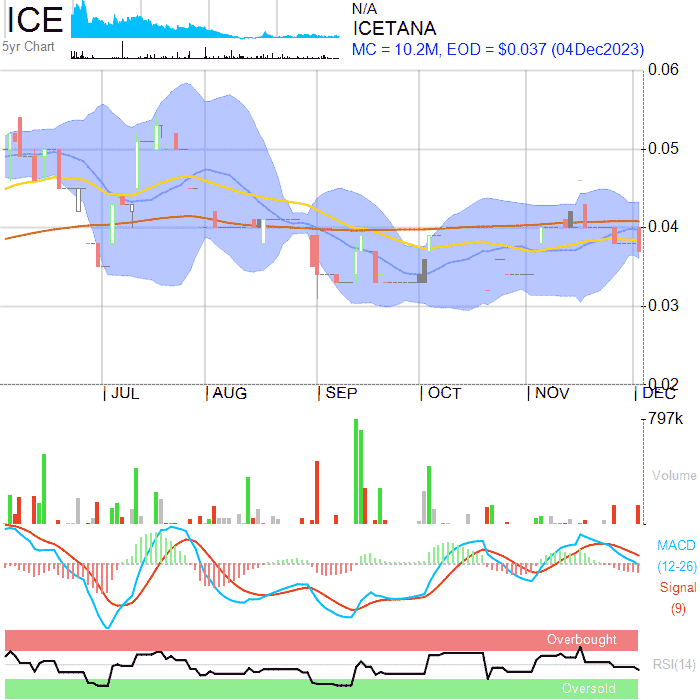 ICE
5yr Chart
N/A
ICETANA
MC = 10.2M, EOD = $0.037 (04Dec2023)
0.06
0.05
0.04
0.03
0.02
JUL AUG SEP OCT NOV DEC
797k
Volume
MACD
(12-26)
Signal
(9)
Overbought
RSI(14)
Oversold